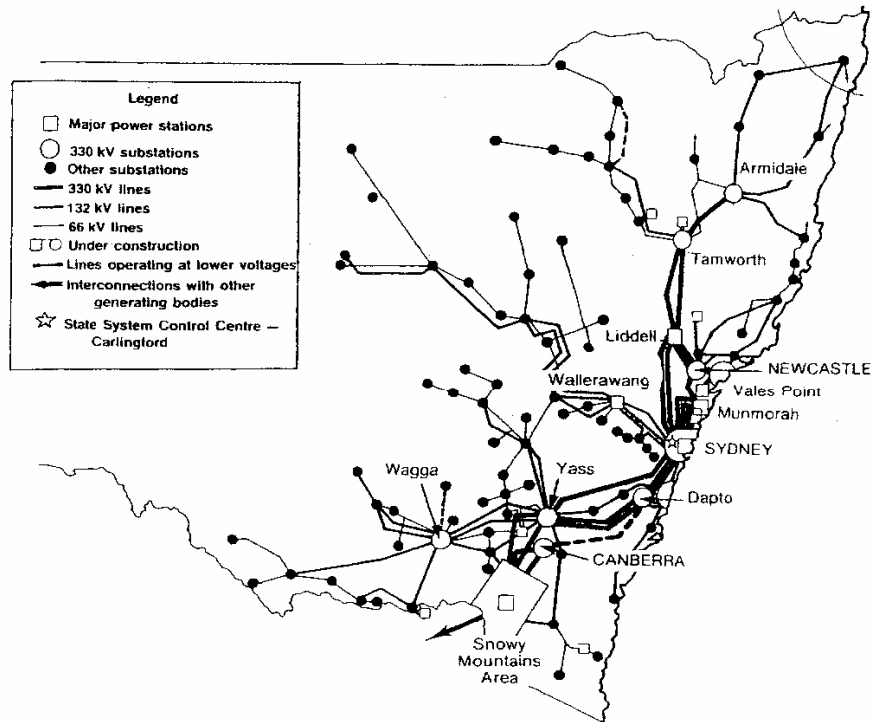 Legend
Major power stations
330 kV substations
Other substations
330 kV lines
132 kV lines
66 kV lines
Under construction
Lines operating at lower voltages
Interconnections with other
generating bodies
State System Control Centre –
Carlingford
Armidale
Tamworth
Liddell
NEWCASTLE
Wallerawang
Vales Point
Munmorah
SYDNEY
Wagga
Yass
Dapto
CANBERRA
Snowy
Mountains
Area